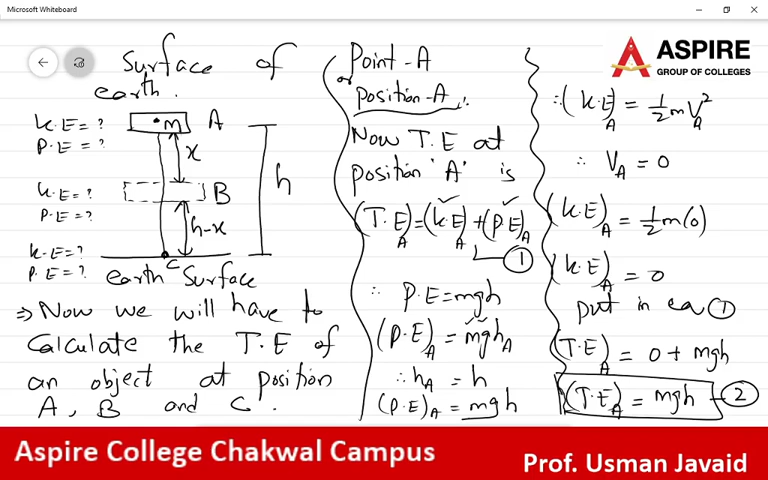 Microsoft Whiteboard
Surface of
earth.
K.E=?
P.E=?
m A
x
K.E=?
P.E=?
B
h
h-x
K.E=?
P.E=?
C
earth Surface
⇒ Now we will have to
Calculate the T.E of
an object at position
A, B and C.
Point-A
or
Position-A.
Now T.E at
position 'A' is
(T.E)A = (K.E)A + (P.E)A
①
∴ P.E = mgh
(P.E)A = mghA
∴ hA = h
(P.E)A = mgh
∴ (K.E)A = 1/2 mVA²
∴ VA = 0
(K.E)A = 1/2 m(0)
(K.E)A = 0
put in eq ①
(T.E)A = 0 + mgh
(T.E)A = mgh - ②
ASPIRE
GROUP OF COLLEGES
Aspire College Chakwal Campus
Prof. Usman Javaid